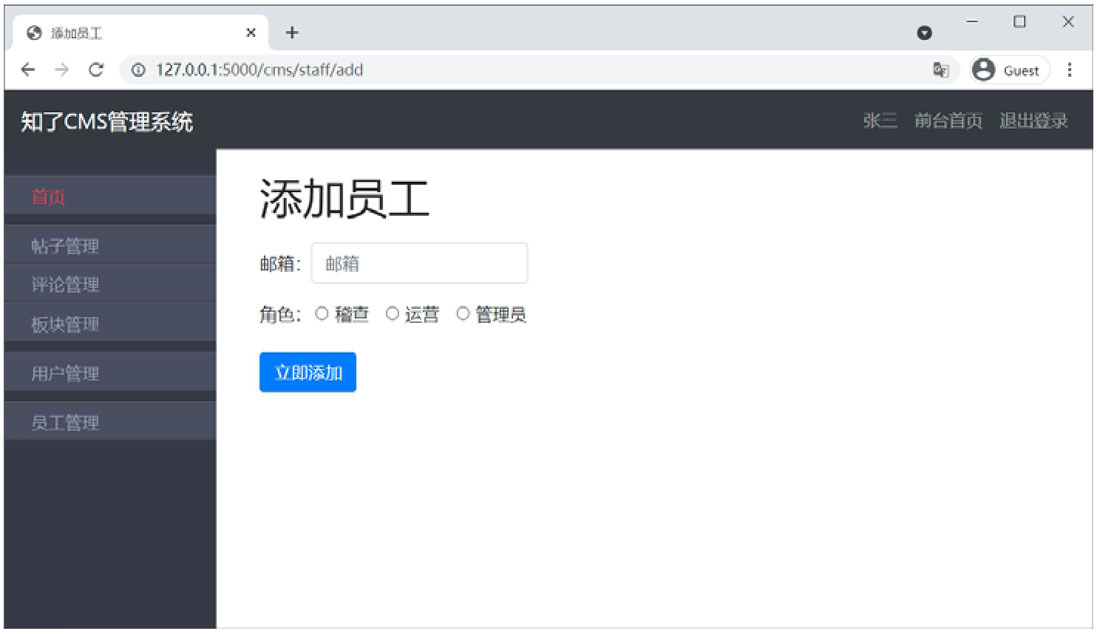 添加员工
127.0.0.1:5000/cms/staff/add
Guest
知了CMS管理系统
张三 前台首页 退出登录
首页
帖子管理
评论管理
板块管理
用户管理
员工管理
添加员工
邮箱: 邮箱
角色: 稽查 运营 管理员
立即添加